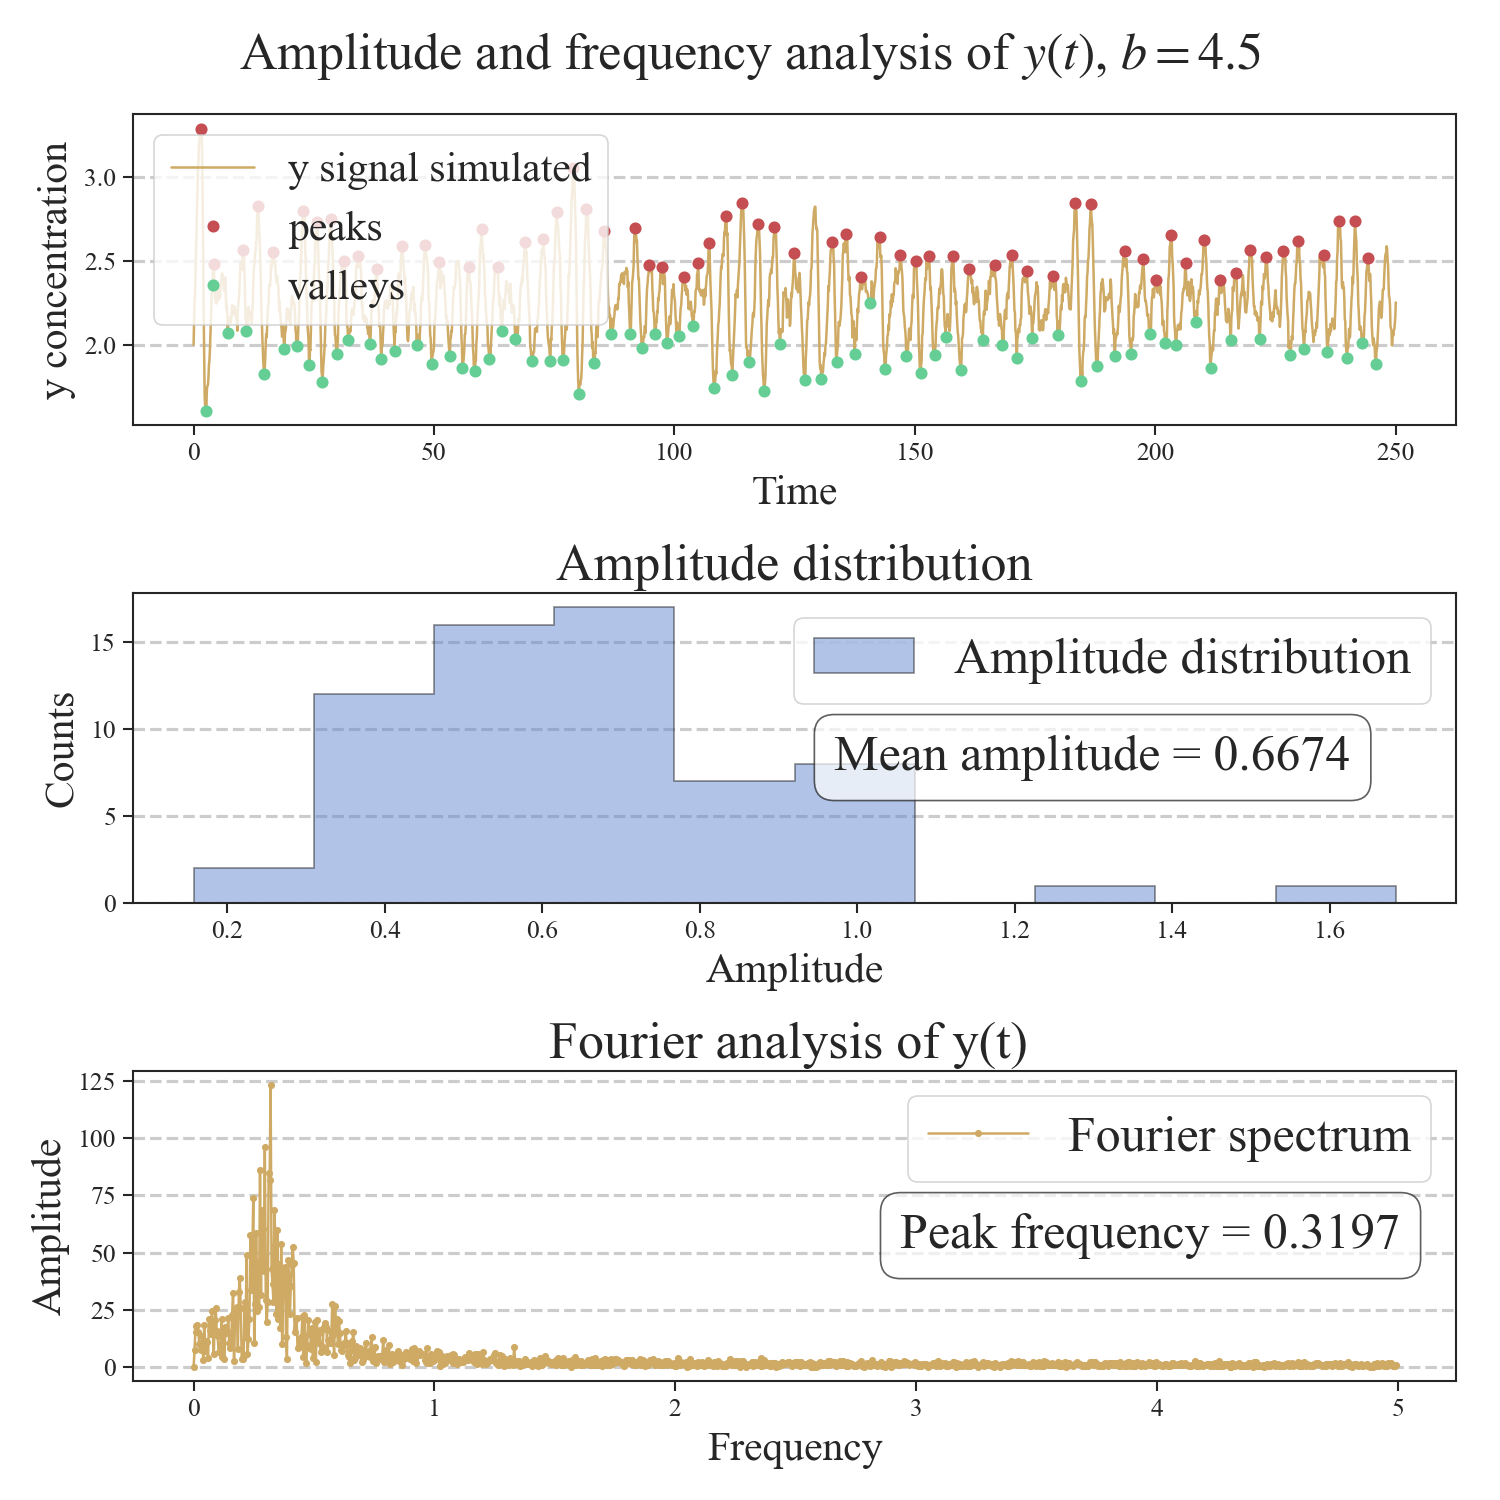 Amplitude and frequency analysis of y(t), b = 4.5
y concentration
3.0
2.5
2.0
y signal simulated
peaks
valleys
0 50 100 150 200 250
Time
Amplitude distribution
Counts
15
10
5
0
Amplitude distribution
Mean amplitude = 0.6674
0.2 0.4 0.6 0.8 1.0 1.2 1.4 1.6
Amplitude
Fourier analysis of y(t)
Amplitude
125
100
75
50
25
0
Fourier spectrum
Peak frequency = 0.3197
0 1 2 3 4 5
Frequency